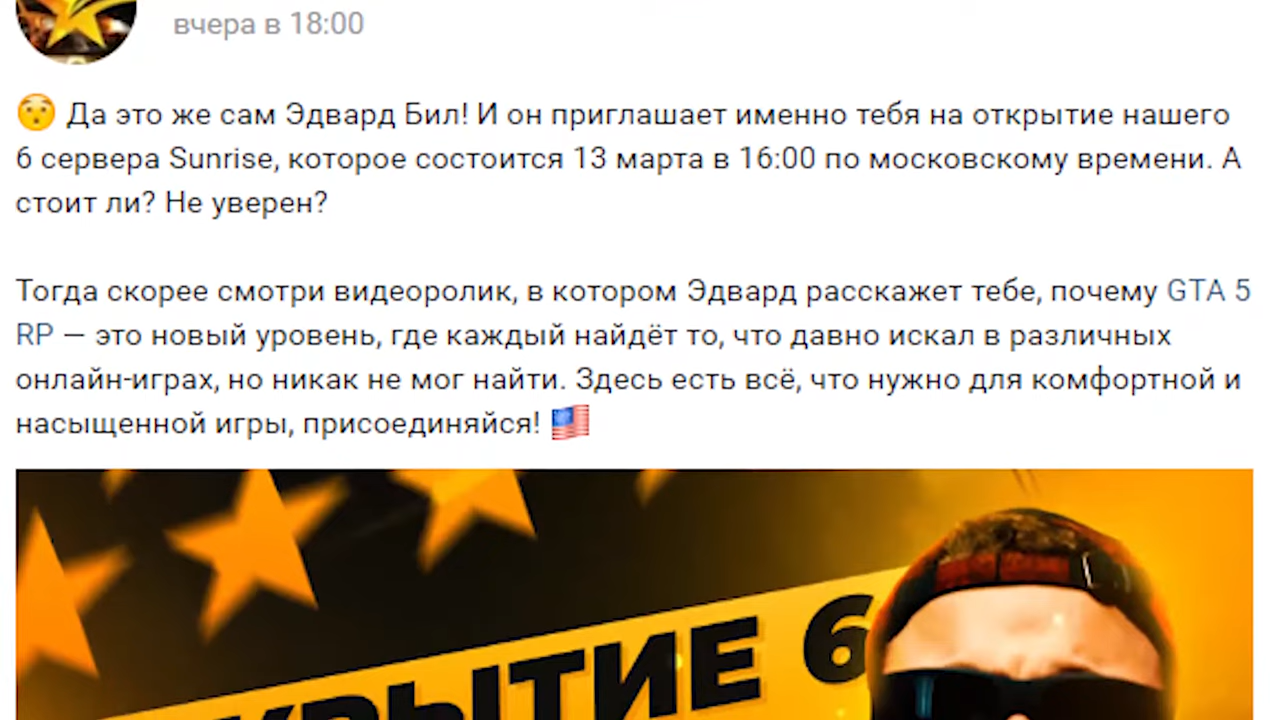 вчера в 18:00
😯 Да это же сам Эдвард Бил! И он приглашает именно тебя на открытие нашего
6 сервера Sunrise, которое состоится 13 марта в 16:00 по московскому времени. А
стоит ли? Не уверен?
Тогда скорее смотри видеоролик, в котором Эдвард расскажет тебе, почему GTA 5
RP — это новый уровень, где каждый найдёт то, что давно искал в различных
онлайн-играх, но никак не мог найти. Здесь есть всё, что нужно для комфортной и
насыщенной игры, присоединяйся! 🇺🇸
КРЫТИЕ 6